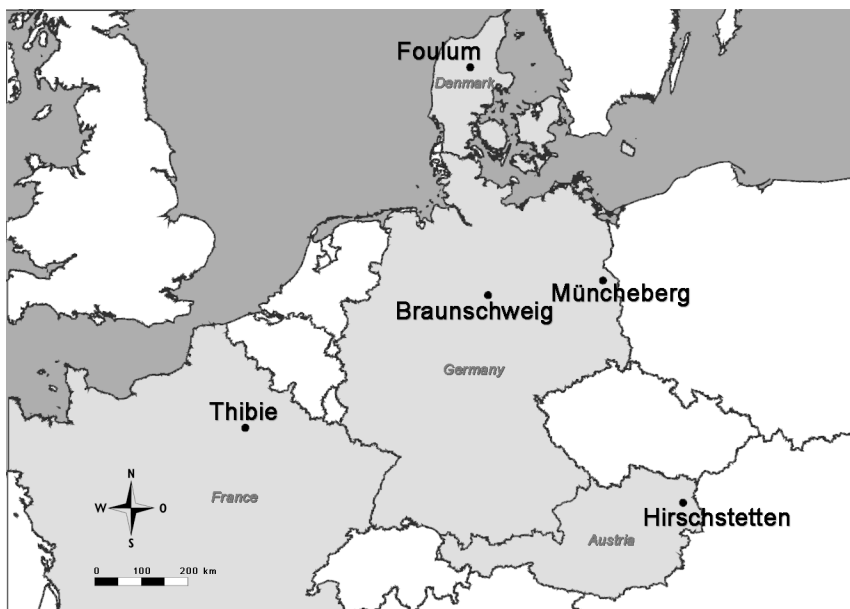 Foulum
Denmark
Müncheberg
Braunschweig
Germany
Thibie
N
W O
S
France
Hirschstetten
Austria
0 100 200 km